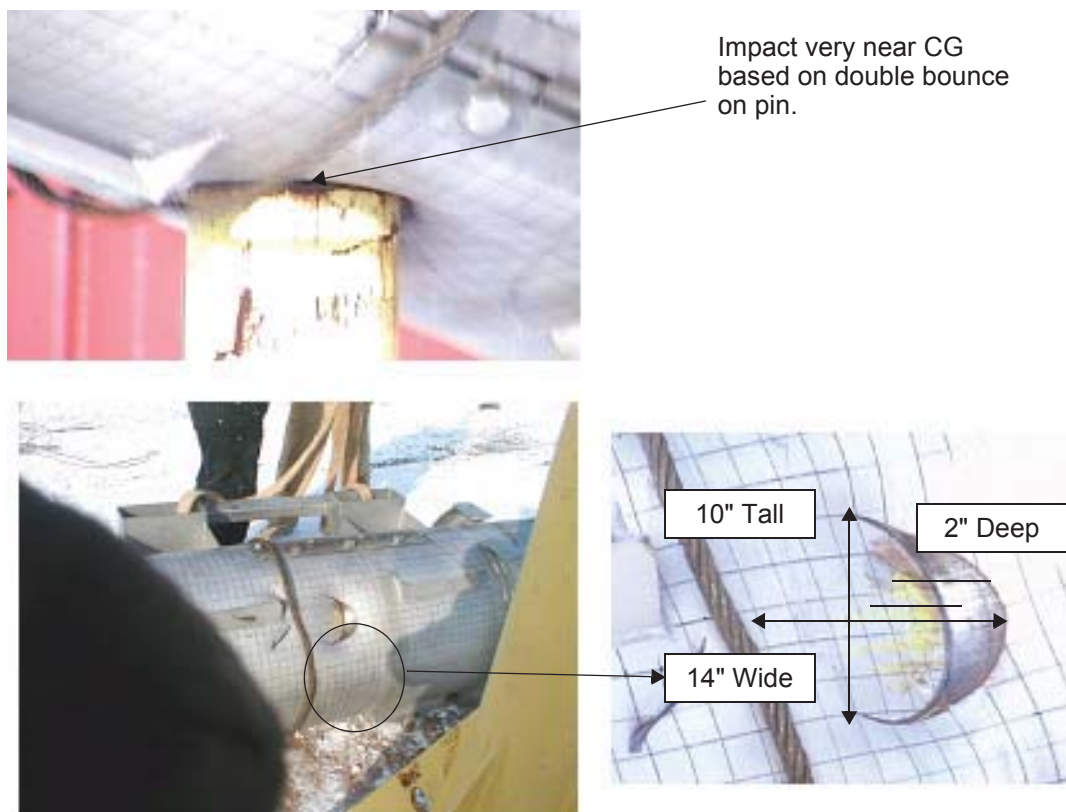 Impact very near CG
based on double bounce
on pin.
10" Tall
2" Deep
14" Wide